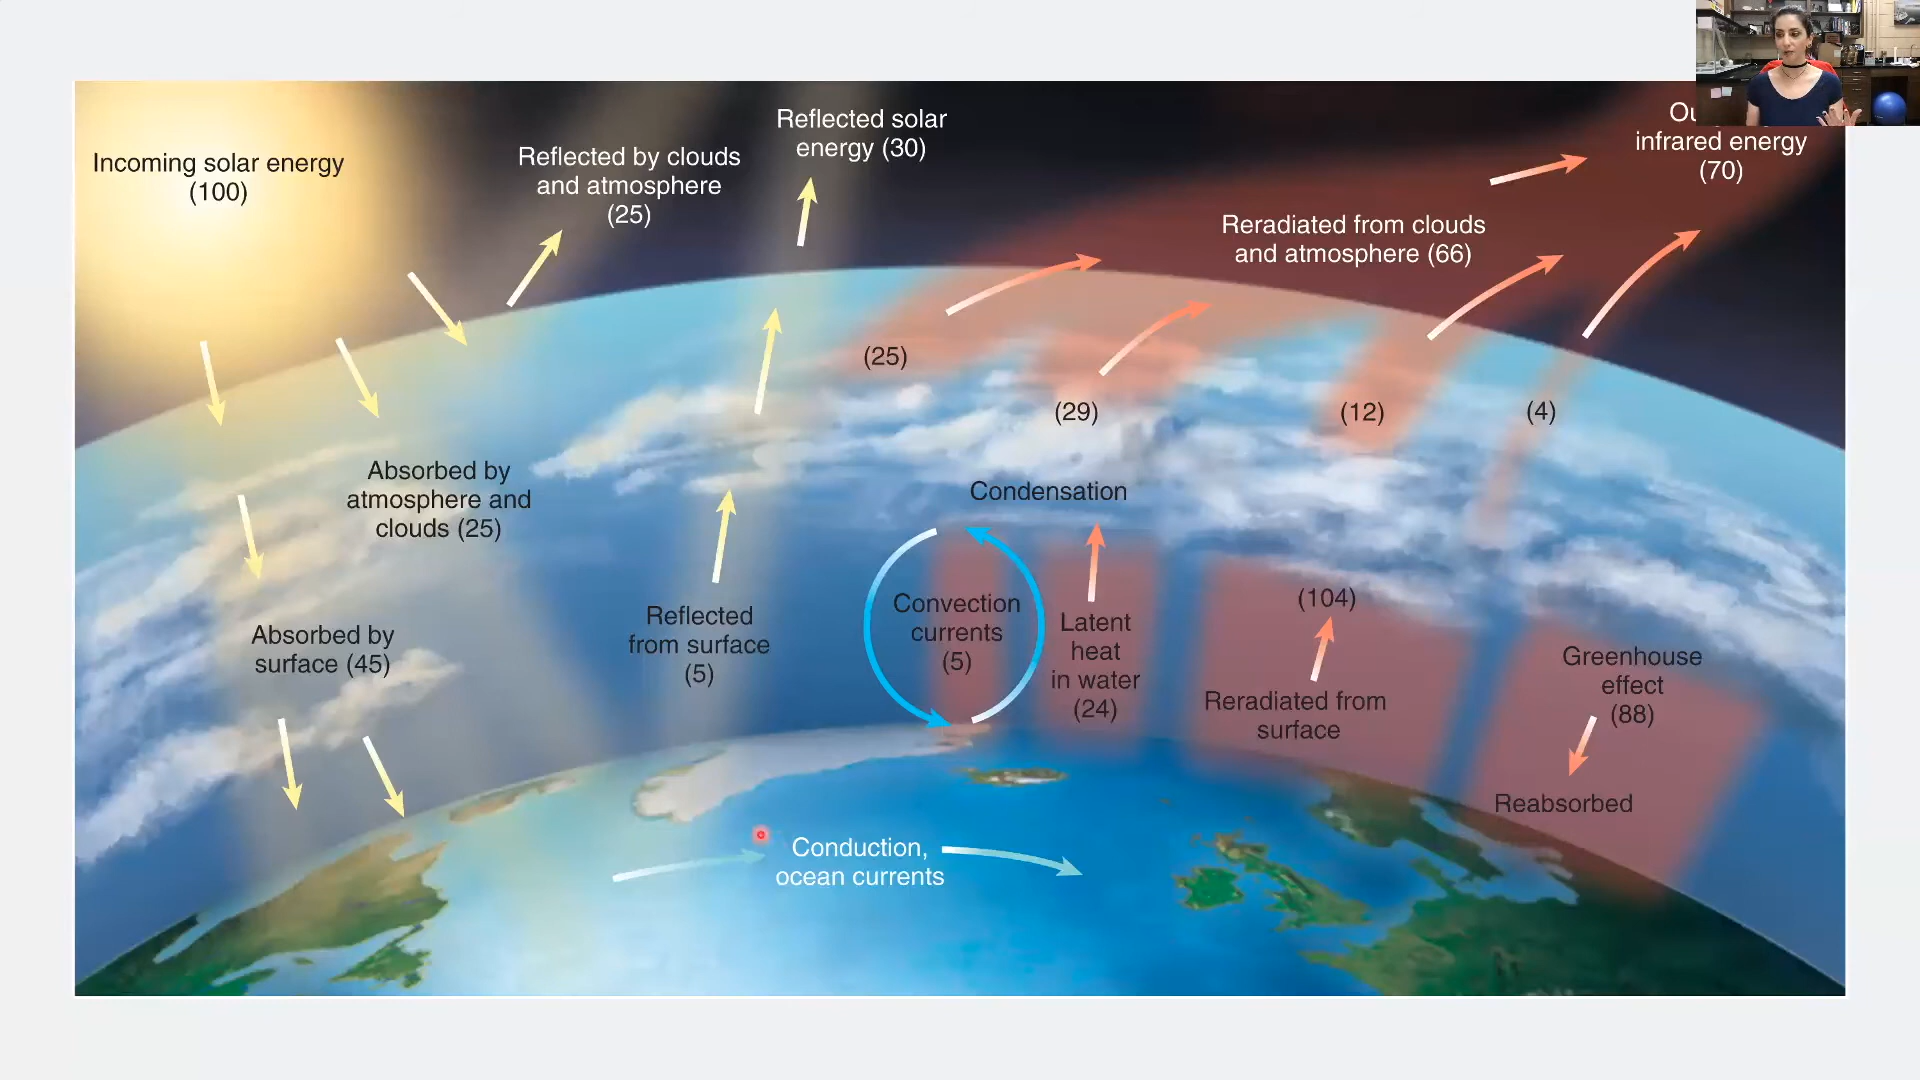 Incoming solar energy
(100)
Reflected by clouds
and atmosphere
(25)
Reflected solar
energy (30)
infrared energy
(70)
Reradiated from clouds
and atmosphere (66)
(25)
(29)
(12)
(4)
Absorbed by
atmosphere and
clouds (25)
Condensation
Absorbed by
surface (45)
Reflected
from surface
(5)
Convection
currents
(5)
Latent
heat
in water
(24)
(104)
Reradiated from
surface
Greenhouse
effect
(88)
Reabsorbed
Conduction,
ocean currents